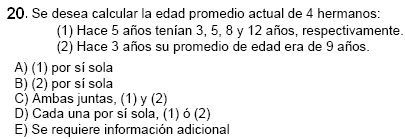 20. Se desea calcular la edad promedio actual de 4 hermanos:
(1) Hace 5 años tenían 3, 5, 8 y 12 años, respectivamente.
(2) Hace 3 años su promedio de edad era de 9 años.
A) (1) por sí sola
B) (2) por sí sola
C) Ambas juntas, (1) y (2)
D) Cada una por sí sola, (1) ó (2)
E) Se requiere información adicional